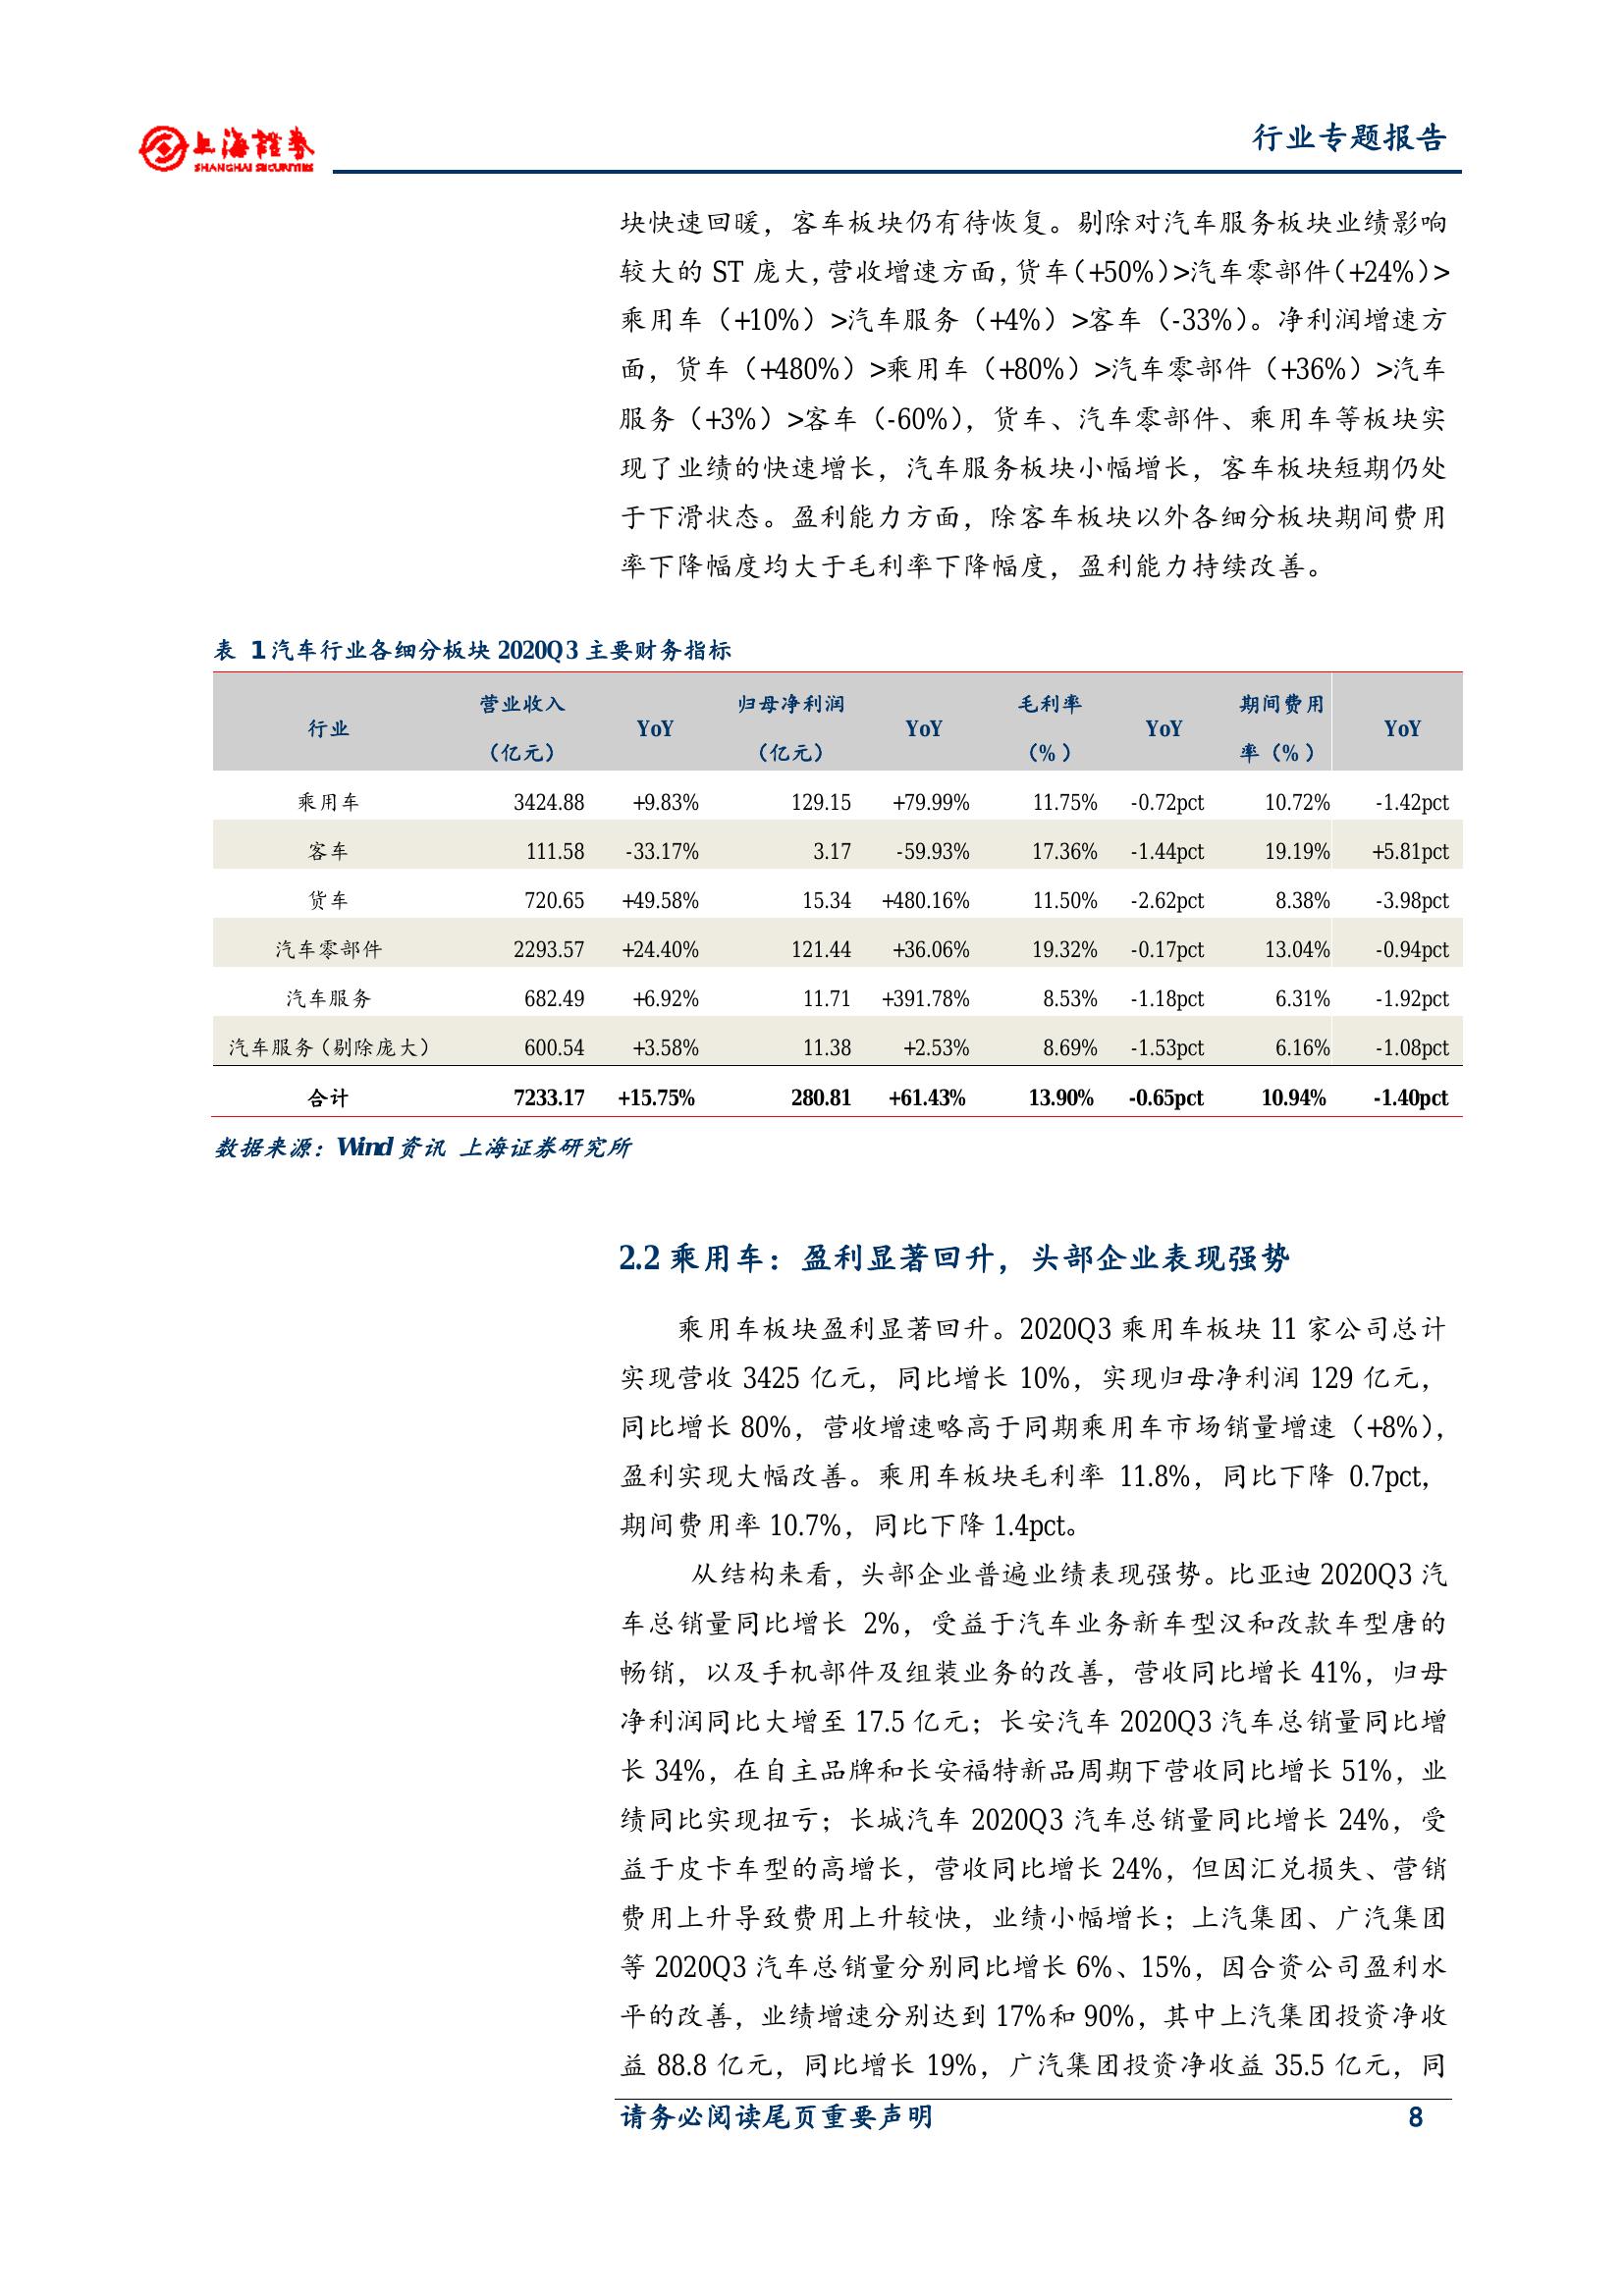 上海證券
SHANGHAI SECURITIES
行业专题报告
块快速回暖，客车板块仍有待恢复。剔除对汽车服务板块业绩影响
较大的 ST 庞大，营收增速方面，货车（+50%）>汽车零部件（+24%）>
乘用车（+10%）>汽车服务（+4%）>客车（-33%）。净利润增速方
面，货车（+480%）>乘用车（+80%）>汽车零部件（+36%）>汽车
服务（+3%）>客车（-60%），货车、汽车零部件、乘用车等板块实
现了业绩的快速增长，汽车服务板块小幅增长，客车板块短期仍处
于下滑状态。盈利能力方面，除客车板块以外各细分板块期间费用
率下降幅度均大于毛利率下降幅度，盈利能力持续改善。
表 1 汽车行业各细分板块 2020Q3 主要财务指标
行业 营业收入（亿元） YoY 归母净利润（亿元） YoY 毛利率（%） YoY 期间费用率（%） YoY
乘用车 3424.88 +9.83% 129.15 +79.99% 11.75% -0.72pct 10.72% -1.42pct
客车 111.58 -33.17% 3.17 -59.93% 17.36% -1.44pct 19.19% +5.81pct
货车 720.65 +49.58% 15.34 +480.16% 11.50% -2.62pct 8.38% -3.98pct
汽车零部件 2293.57 +24.40% 121.44 +36.06% 19.32% -0.17pct 13.04% -0.94pct
汽车服务 682.49 +6.92% 11.71 +391.78% 8.53% -1.18pct 6.31% -1.92pct
汽车服务（剔除庞大） 600.54 +3.58% 11.38 +2.53% 8.69% -1.53pct 6.16% -1.08pct
合计 7233.17 +15.75% 280.81 +61.43% 13.90% -0.65pct 10.94% -1.40pct
数据来源：Wind 资讯 上海证券研究所
2.2 乘用车：盈利显著回升，头部企业表现强势
乘用车板块盈利显著回升。2020Q3 乘用车板块 11 家公司总计
实现营收 3425 亿元，同比增长 10%，实现归母净利润 129 亿元，
同比增长 80%，营收增速略高于同期乘用车市场销量增速（+8%），
盈利实现大幅改善。乘用车板块毛利率 11.8%，同比下降 0.7pct，
期间费用率 10.7%，同比下降 1.4pct。
从结构来看，头部企业普遍业绩表现强势。比亚迪 2020Q3 汽
车总销量同比增长 2%，受益于汽车业务新车型汉和改款车型唐的
畅销，以及手机部件及组装业务的改善，营收同比增长 41%，归母
净利润同比大增至 17.5 亿元；长安汽车 2020Q3 汽车总销量同比增
长 34%，在自主品牌和长安福特新品周期下营收同比增长 51%，业
绩同比实现扭亏；长城汽车 2020Q3 汽车总销量同比增长 24%，受
益于皮卡车型的高增长，营收同比增长 24%，但因汇兑损失、营销
费用上升导致费用上升较快，业绩小幅增长；上汽集团、广汽集团
等 2020Q3 汽车总销量分别同比增长 6%、15%，因合资公司盈利水
平的改善，业绩增速分别达到 17%和 90%，其中上汽集团投资净收
益 88.8 亿元，同比增长 19%，广汽集团投资净收益 35.5 亿元，同
请务必阅读尾页重要声明 8